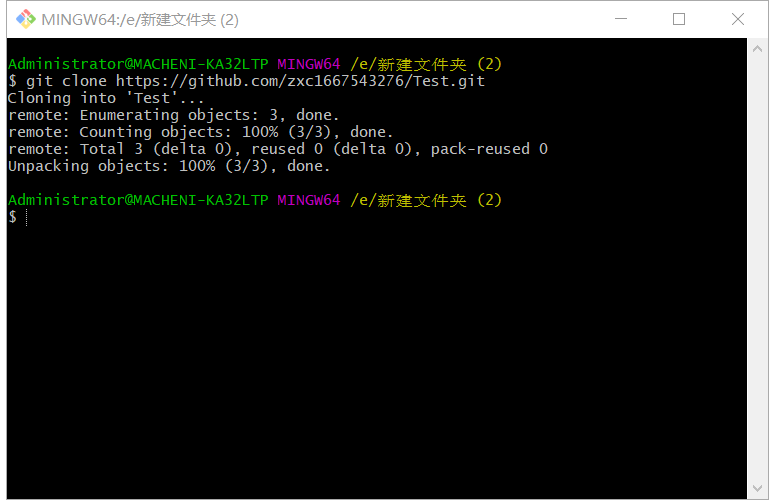 MINGW64:/e/新建文件夹 (2)
Administrator@MACHENI-KA32LTP MINGW64 /e/新建文件夹 (2)
$ git clone https://github.com/zxc1667543276/Test.git
Cloning into 'Test'...
remote: Enumerating objects: 3, done.
remote: Counting objects: 100% (3/3), done.
remote: Total 3 (delta 0), reused 0 (delta 0), pack-reused 0
Unpacking objects: 100% (3/3), done.
Administrator@MACHENI-KA32LTP MINGW64 /e/新建文件夹 (2)
$